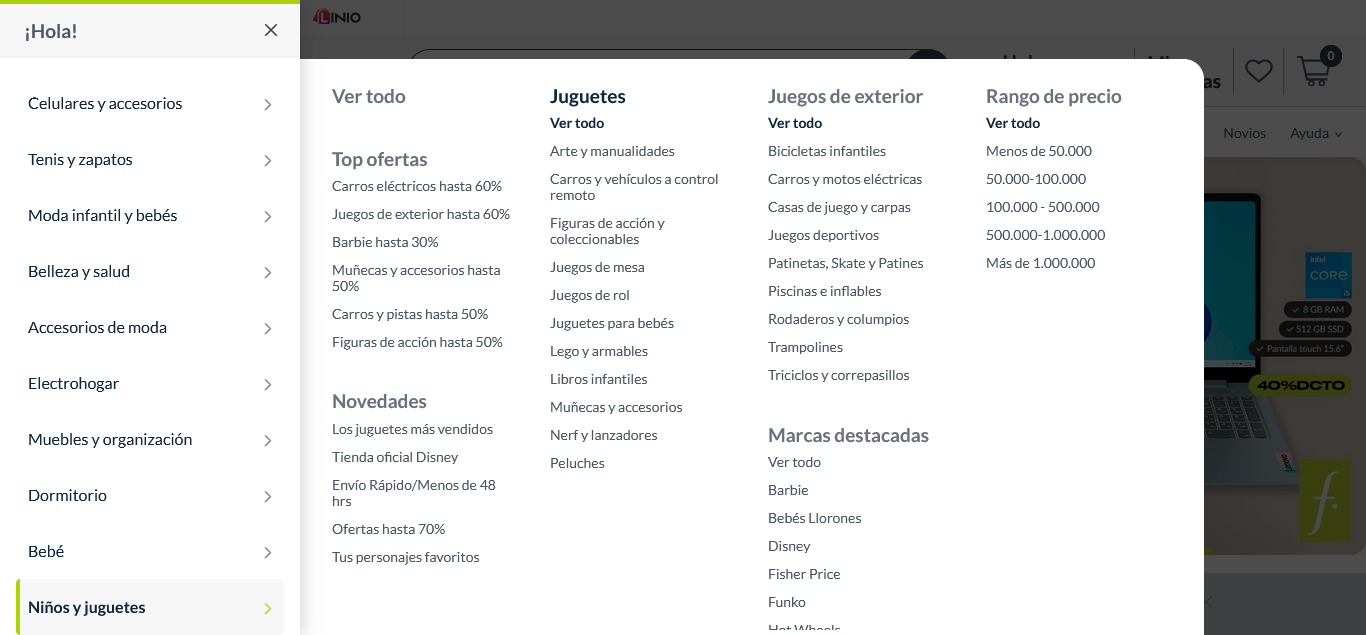 ¡Hola!
Celulares y accesorios
Tenis y zapatos
Moda infantil y bebés
Belleza y salud
Accesorios de moda
Electrohogar
Muebles y organización
Dormitorio
Bebé
Niños y juguetes
LINIO
0
Novios
Ayuda
Ver todo
Top ofertas
Carros eléctricos hasta 60%
Juegos de exterior hasta 60%
Barbie hasta 30%
Muñecas y accesorios hasta
50%
Carros y pistas hasta 50%
Figuras de acción hasta 50%
Novedades
Los juguetes más vendidos
Tienda oficial Disney
Envío Rápido/Menos de 48
hrs
Ofertas hasta 70%
Tus personajes favoritos
Juguetes
Ver todo
Arte y manualidades
Carros y vehículos a control
remoto
Figuras de acción y
coleccionables
Juegos de mesa
Juegos de rol
Juguetes para bebés
Lego y armables
Libros infantiles
Muñecas y accesorios
Nerf y lanzadores
Peluches
Juegos de exterior
Ver todo
Bicicletas infantiles
Carros y motos eléctricas
Casas de juego y carpas
Juegos deportivos
Patinetas, Skate y Patines
Piscinas e inflables
Rodaderos y columpios
Trampolines
Triciclos y correpasillos
Marcas destacadas
Ver todo
Barbie
Bebés Llorones
Disney
Fisher Price
Funko
Hot Wheels
Rango de precio
Ver todo
Menos de 50.000
50.000-100.000
100.000 - 500.000
500.000-1.000.000
Más de 1.000.000
intel
CORE
i5
8 GB RAM
512 GB SSD
Pantalla touch 15.6"
40%DCTO
f.